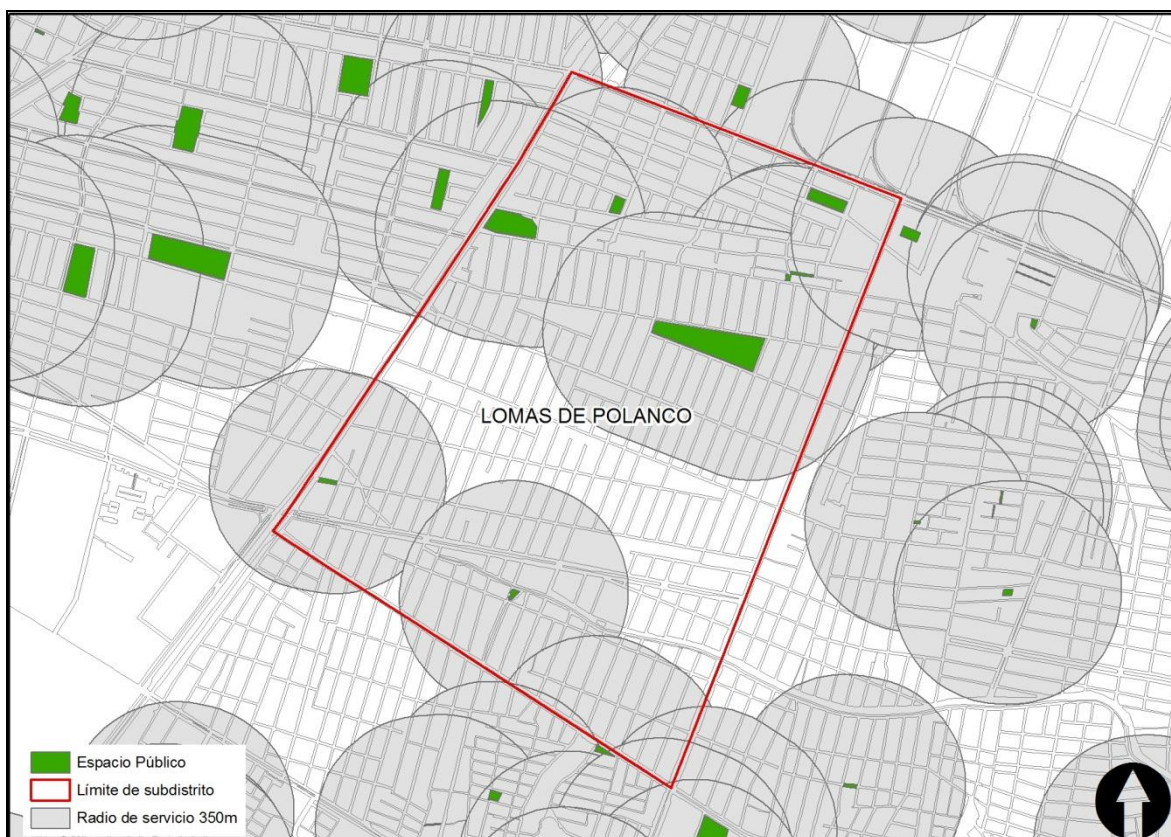 LOMAS DE POLANCO
Espacio Público
Límite de subdistrito
Radio de servicio 350m